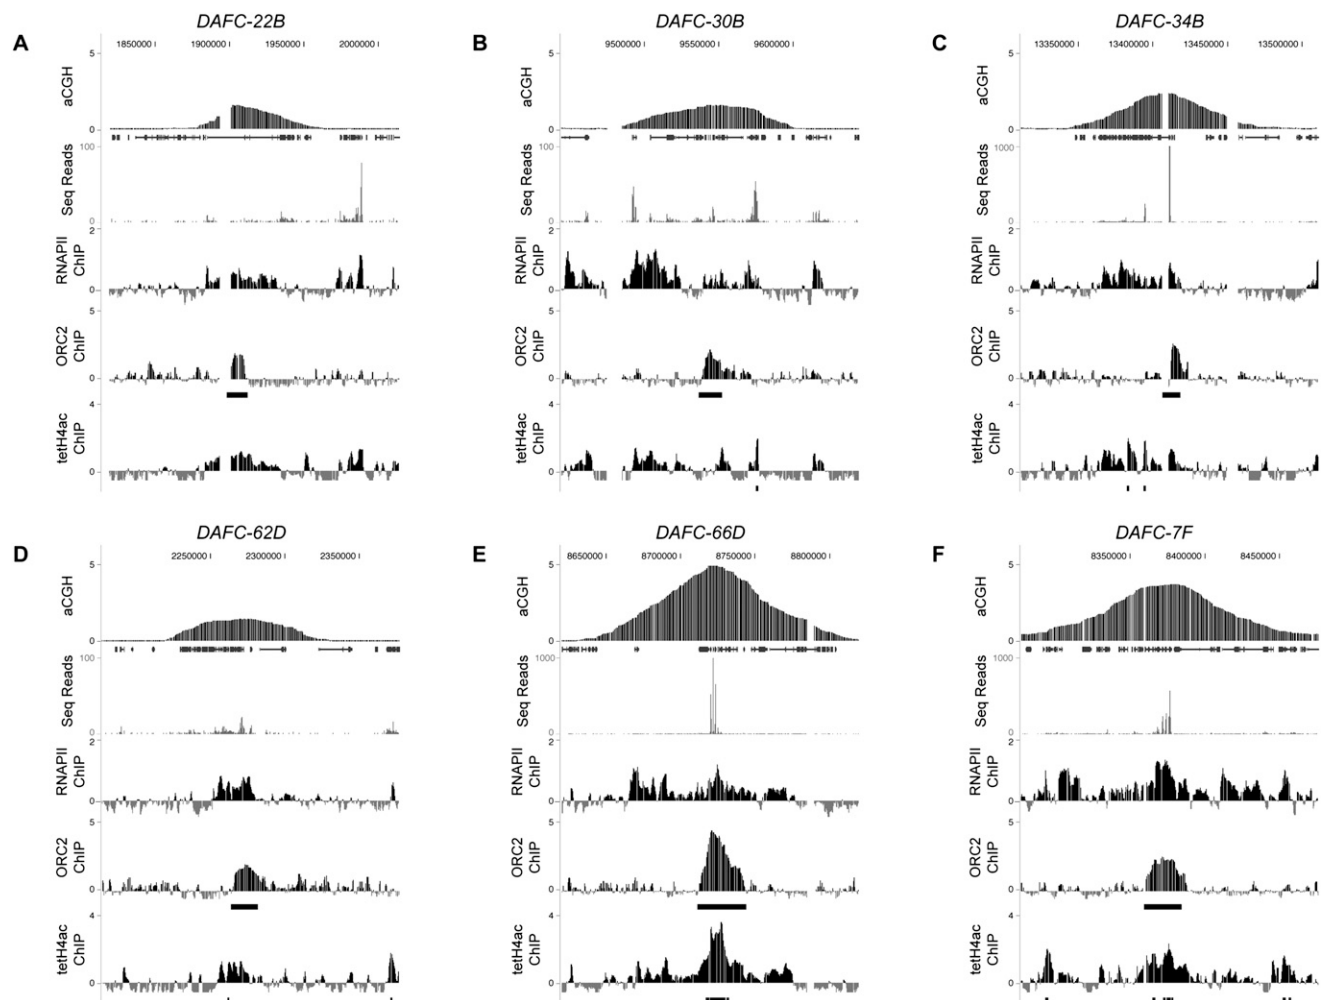 DAFC-22B
A
1850000 1900000 1950000 2000000
5
aCGH
0
100
Seq Reads
0
2
RNAPII
ChIP
0
5
ORC2
ChIP
0
4
tetH4ac
ChIP
0
DAFC-30B
B
9500000 9550000 9600000
5
aCGH
0
100
Seq Reads
0
2
RNAPII
ChIP
0
5
ORC2
ChIP
0
4
tetH4ac
ChIP
0
DAFC-34B
C
13350000 13400000 13450000 13500000
5
aCGH
0
1000
Seq Reads
0
2
RNAPII
ChIP
0
5
ORC2
ChIP
0
4
tetH4ac
ChIP
0
DAFC-62D
D
2250000 2300000 2350000
5
aCGH
0
100
Seq Reads
0
2
RNAPII
ChIP
0
5
ORC2
ChIP
0
4
tetH4ac
ChIP
0
DAFC-66D
E
8650000 8700000 8750000 8800000
5
aCGH
0
1000
Seq Reads
0
2
RNAPII
ChIP
0
5
ORC2
ChIP
0
4
tetH4ac
ChIP
0
DAFC-7F
F
8350000 8400000 8450000
5
aCGH
0
1000
Seq Reads
0
2
RNAPII
ChIP
0
5
ORC2
ChIP
0
4
tetH4ac
ChIP
0